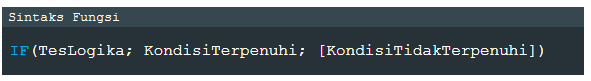 Sintaks Fungsi
IF(TesLogika; KondisiTerpenuhi; [KondisiTidakTerpenuhi])